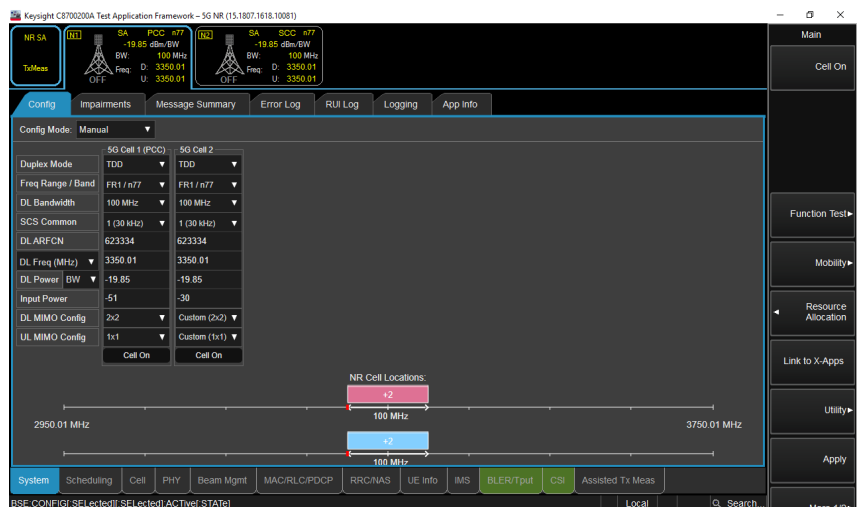 Keysight C8700200A Test Application Framework – 5G NR (15.1807.1618.10081)
NR SA
TxMeas
N1
SA PCC n77
-19.85 dBm/BW
BW: 100 MHz
Freq: D: 3350.01
U: 3350.01
OFF
N2
SA SCC n77
-19.85 dBm/BW
BW: 100 MHz
Freq: D: 3350.01
U: 3350.01
OFF
Config Impairments Message Summary Error Log RUI Log Logging App Info
Config Mode: Manual
5G Cell 1 (PCC) 5G Cell 2
Duplex Mode TDD TDD
Freq Range / Band FR1 / n77 FR1 / n77
DL Bandwidth 100 MHz 100 MHz
SCS Common 1 (30 kHz) 1 (30 kHz)
DL ARFCN 623334 623334
DL Freq (MHz) 3350.01 3350.01
DL Power BW -19.85 -19.85
Input Power -51 -30
DL MIMO Config 2x2 Custom (2x2)
UL MIMO Config 1x1 Custom (1x1)
Cell On Cell On
NR Cell Locations:
+2
100 MHz
2950.01 MHz 3750.01 MHz
+2
100 MHz
System Scheduling Cell PHY Beam Mgmt MAC/RLC/PDCP RRC/NAS UE Info IMS BLER/Tput CSI Assisted Tx Meas
BSE:CONFIG[:SELected][:SELected]:ACTive[:STATe] Local Search...
Main
Cell On
Function Test
Mobility
Resource
Allocation
Link to X-Apps
Utility
Apply